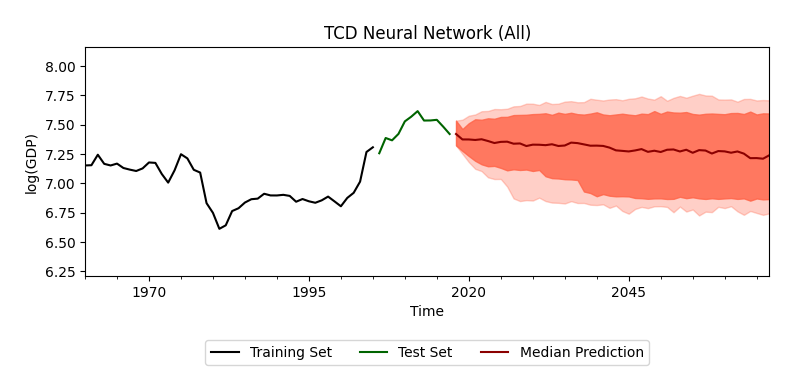 TCD Neural Network (All)
8.00
7.75
7.50
7.25
7.00
6.75
6.50
6.25
log(GDP)
1970 1995 2020 2045
Time
Training Set Test Set Median Prediction